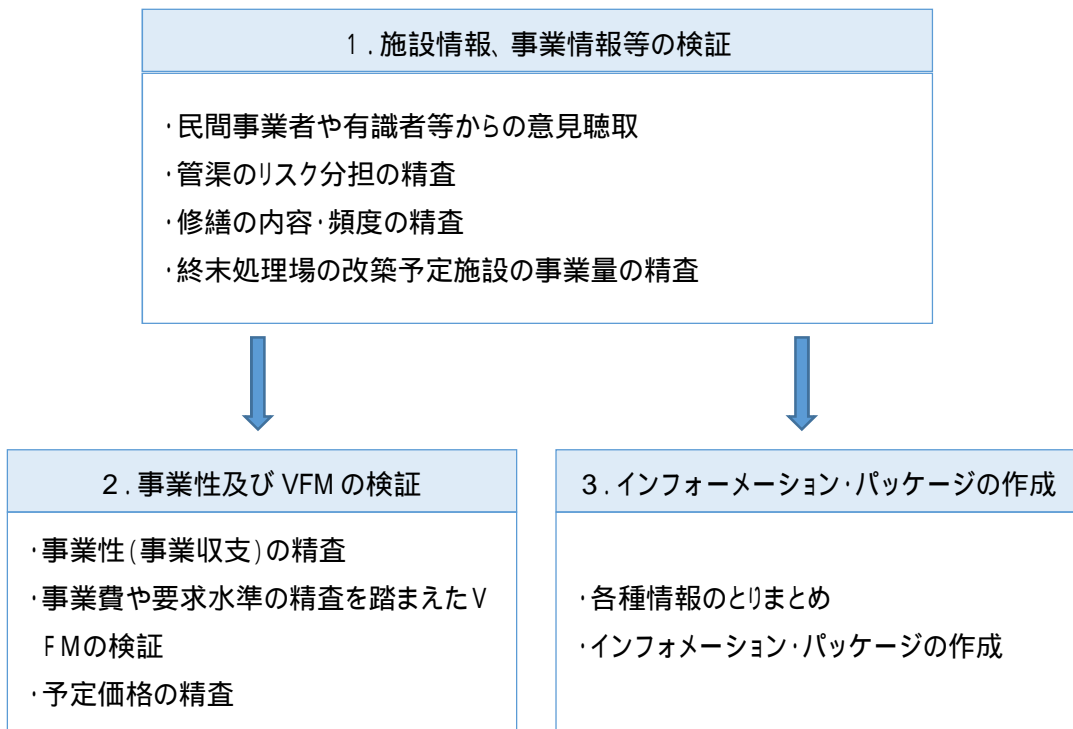 1.施設情報、事業情報等の検証
・民間事業者や有識者等からの意見聴取
・管渠のリスク分担の精査
・修繕の内容・頻度の精査
・終末処理場の改築予定施設の事業量の精査
2.事業性及び VFM の検証
・事業性(事業収支)の精査
・事業費や要求水準の精査を踏まえたV
FMの検証
・予定価格の精査
3.インフォーメーション・パッケージの作成
・各種情報のとりまとめ
・インフォメーション・パッケージの作成